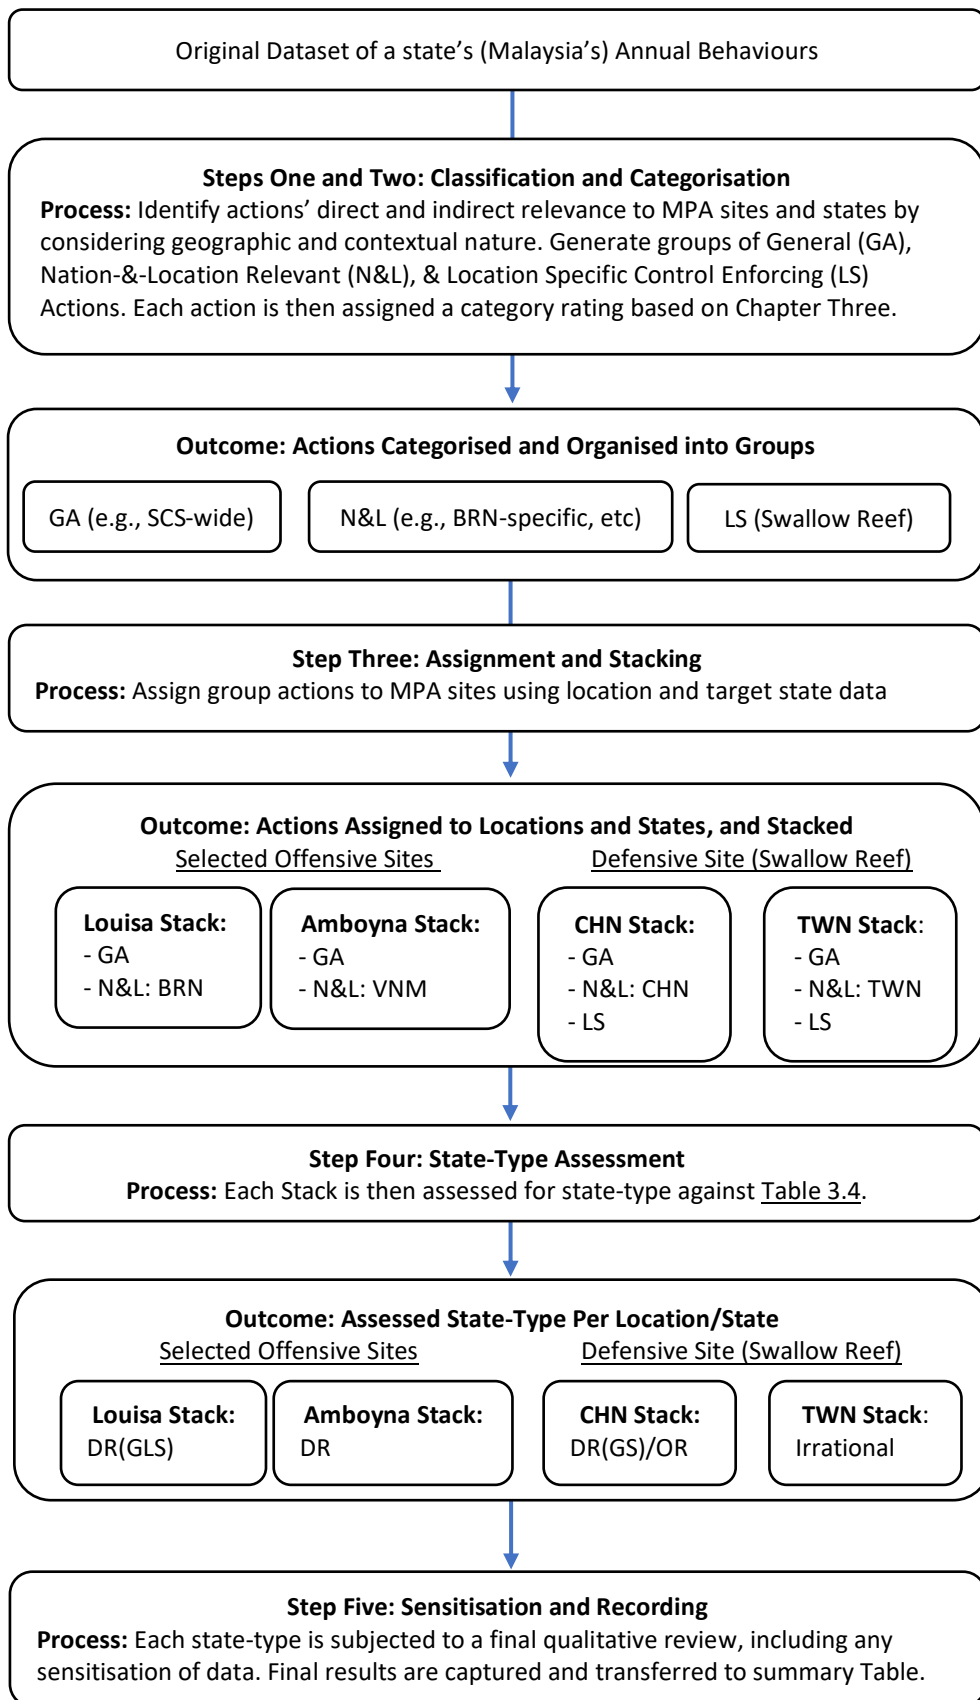 Original Dataset of a state’s (Malaysia’s) Annual Behaviours
Steps One and Two: Classification and Categorisation
Process: Identify actions’ direct and indirect relevance to MPA sites and states by
considering geographic and contextual nature. Generate groups of General (GA),
Nation-&-Location Relevant (N&L), & Location Specific Control Enforcing (LS)
Actions. Each action is then assigned a category rating based on Chapter Three.
Outcome: Actions Categorised and Organised into Groups
GA (e.g., SCS-wide)
N&L (e.g., BRN-specific, etc)
LS (Swallow Reef)
Step Three: Assignment and Stacking
Process: Assign group actions to MPA sites using location and target state data
Outcome: Actions Assigned to Locations and States, and Stacked
Selected Offensive Sites
Defensive Site (Swallow Reef)
Louisa Stack:
- GA
- N&L: BRN
Amboyna Stack:
- GA
- N&L: VNM
CHN Stack:
- GA
- N&L: CHN
- LS
TWN Stack:
- GA
- N&L: TWN
- LS
Step Four: State-Type Assessment
Process: Each Stack is then assessed for state-type against Table 3.4.
Outcome: Assessed State-Type Per Location/State
Selected Offensive Sites
Defensive Site (Swallow Reef)
Louisa Stack:
DR(GLS)
Amboyna Stack:
DR
CHN Stack:
DR(GS)/OR
TWN Stack:
Irrational
Step Five: Sensitisation and Recording
Process: Each state-type is subjected to a final qualitative review, including any
sensitisation of data. Final results are captured and transferred to summary Table.